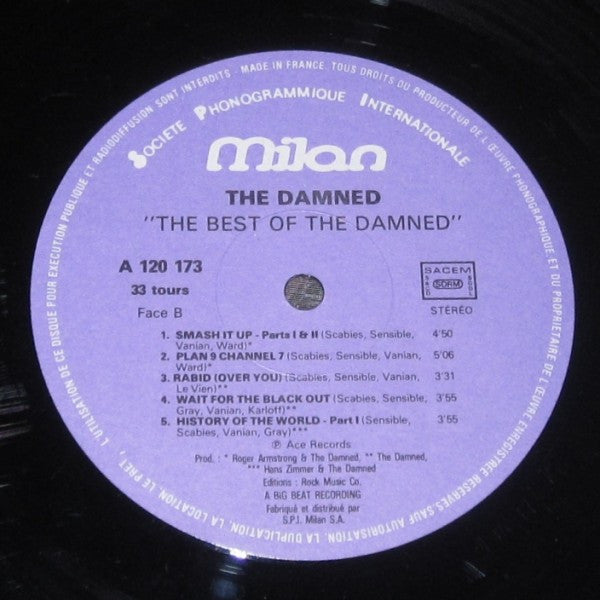 L'UTILISATION DE CE DISQUE POUR EXECUTION PUBLIQUE ET RADIODIFFUSION SONT INTERDITS - MADE IN FRANCE. TOUS DROITS DU PRODUCTEUR DE L'ŒUVRE PHONOGRAPHIQUE ET DU PROPRIETAIRE DE L'ŒUVRE ENREGISTREE RESERVES. SAUF AUTORISATION. LA DUPLICATION. LA LOCATION. LE PRET,
SOCIETE PHONOGRAMMIQUE INTERNATIONALE
milan
THE DAMNED
"THE BEST OF THE DAMNED"
A 120 173
33 tours
Face B
SACEM
SDRM
STÉRÉO
1. SMASH IT UP - Parts I & II (Scabies, Sensible, 4'50
Vanian, Ward)*
2. PLAN 9 CHANNEL 7 (Scabies, Sensible, Vanian, 5'06
Ward)*
3. RABID (OVER YOU) (Scabies, Sensible, Vanian, 3'31
Le Vien)**
4. WAIT FOR THE BLACK OUT (Scabies, Sensible, 3'55
Gray, Vanian, Karloff)**
5. HISTORY OF THE WORLD - Part I (Sensible, 3'55
Scabies, Vanian, Gray)***
℗ Ace Records
Prod. : * Roger Armstrong & The Damned, ** The Damned,
*** Hans Zimmer & The Damned
Editions : Rock Music Co.
A BIG BEAT RECORDING
Fabriqué et distribué par
S.P.I. Milan S.A.